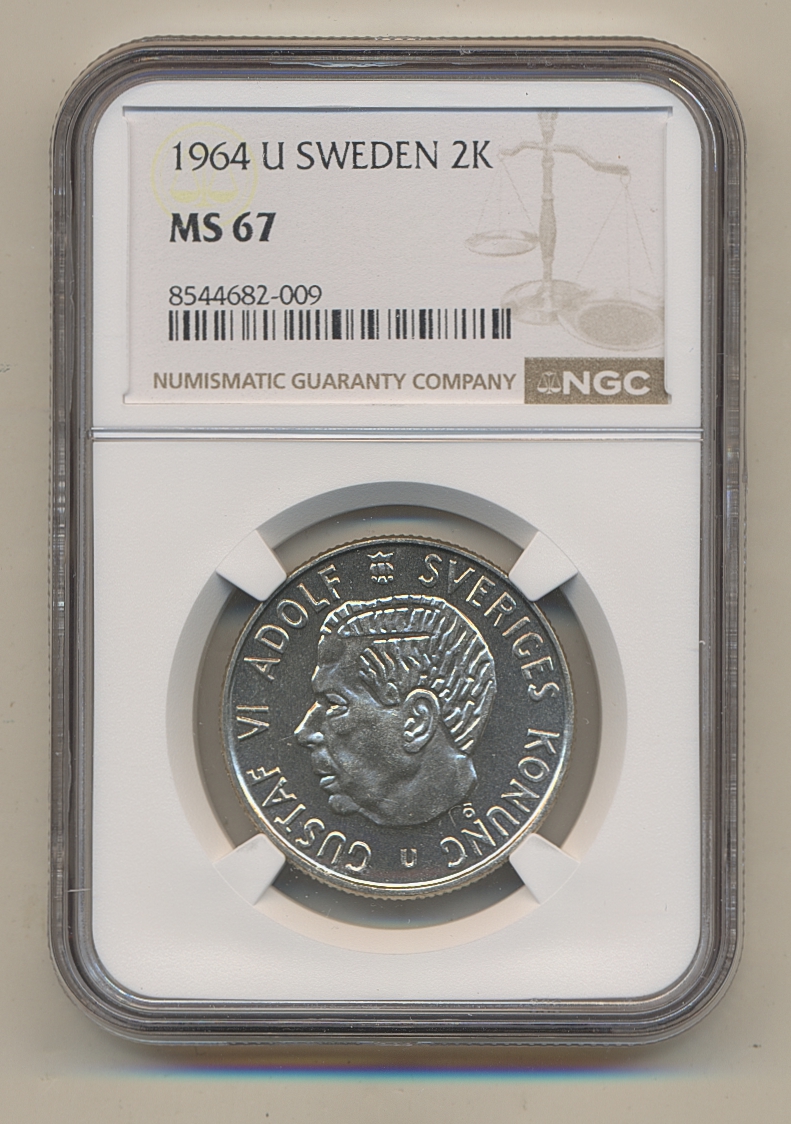 1964 U SWEDEN 2K
MS 67
8544682-009
NUMISMATIC GUARANTY COMPANY NGC
GUSTAF VI ADOLF SVERIGES KONUNG
U